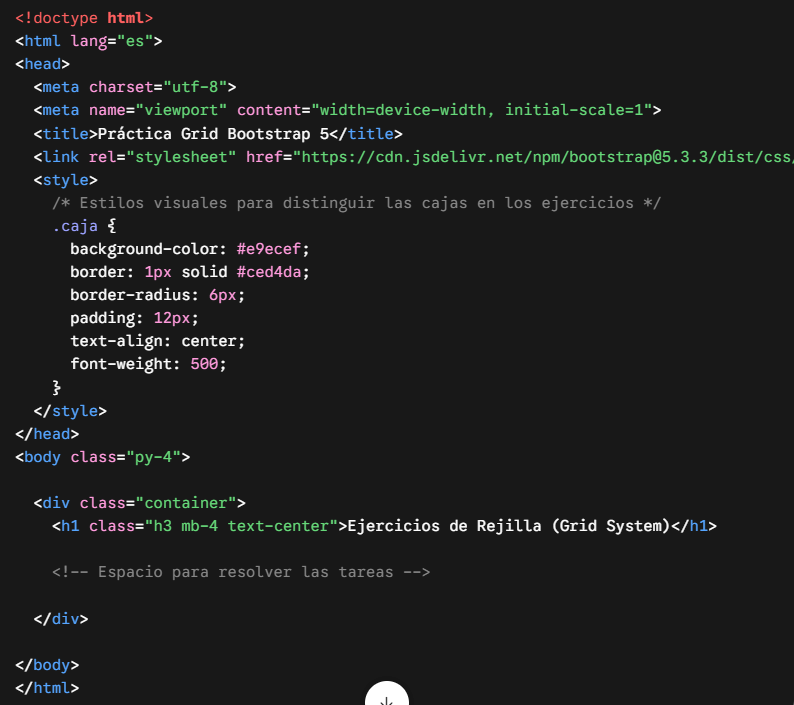 <!doctype html>
<html lang="es">
<head>
  <meta charset="utf-8">
  <meta name="viewport" content="width=device-width, initial-scale=1">
  <title>Práctica Grid Bootstrap 5</title>
  <link rel="stylesheet" href="https://cdn.jsdelivr.net/npm/bootstrap@5.3.3/dist/css/
  <style>
    /* Estilos visuales para distinguir las cajas en los ejercicios */
    .caja {
      background-color: #e9ecef;
      border: 1px solid #ced4da;
      border-radius: 6px;
      padding: 12px;
      text-align: center;
      font-weight: 500;
    }
  </style>
</head>
<body class="py-4">
  <div class="container">
    <h1 class="h3 mb-4 text-center">Ejercicios de Rejilla (Grid System)</h1>
    <!-- Espacio para resolver las tareas -->
  </div>
</body>
</html>